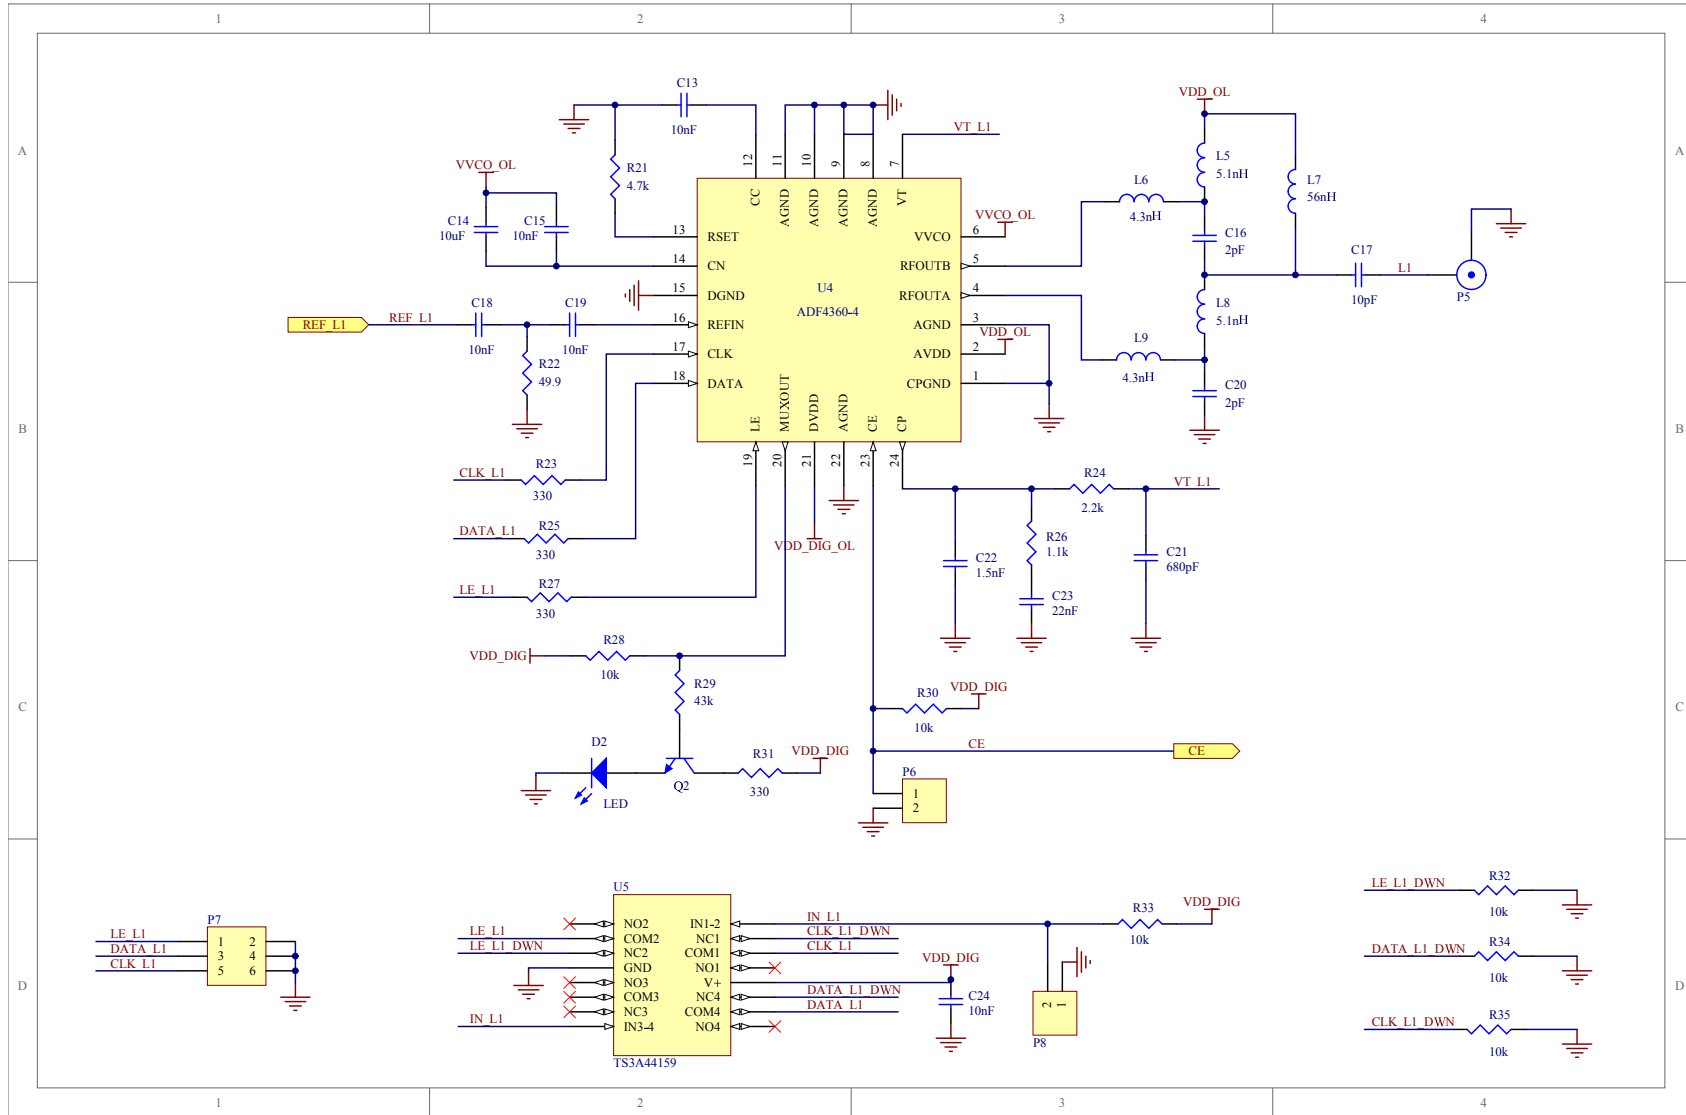 1 2 3 4
A A
B B
C C
D D
C13
10nF
R21
4.7k
VVCO_OL
C14
10uF
C15
10nF
12 11 10 9 8 7
CC AGND AGND AGND AGND VT
VT_L1
13 RSET
14 CN
15 DGND
16 REFIN
17 CLK
18 DATA
U4
ADF4360-4
VVCO 6
RFOUTB 5
RFOUTA 4
AGND 3
AVDD 2
CPGND 1
LE MUXOUT DVDD AGND CE CP
19 20 21 22 23 24
VVCO_OL
VDD_OL
VDD_OL
L5
5.1nH
L6
4.3nH
L7
56nH
C16
2pF
C17
10pF
L1
P5
L8
5.1nH
L9
4.3nH
C20
2pF
REF_L1
REF_L1
C18
10nF
C19
10nF
R22
49.9
CLK_L1
R23
330
DATA_L1
R25
330
LE_L1
R27
330
VDD_DIG_OL
R24
2.2k
VT_L1
R26
1.1k
C21
680pF
C22
1.5nF
C23
22nF
VDD_DIG
R28
10k
R29
43k
D2
LED
Q2
R31
330
VDD_DIG
R30
10k
VDD_DIG
CE
CE
P6
1
2
P7
LE_L1 1 2
DATA_L1 3 4
CLK_L1 5 6
U5
NO2 IN1-2 IN_L1
LE_L1 COM2 NC1 CLK_L1_DWN
LE_L1_DWN NC2 COM1 CLK_L1
GND NO1
NO3 V+
COM3 NC4 DATA_L1_DWN
NC3 COM4 DATA_L1
IN_L1 IN3-4 NO4
TS3A44159
VDD_DIG
C24
10nF
R33
10k
VDD_DIG
2 1
P8
LE_L1_DWN
R32
10k
DATA_L1_DWN
R34
10k
CLK_L1_DWN
R35
10k
1 2 3 4